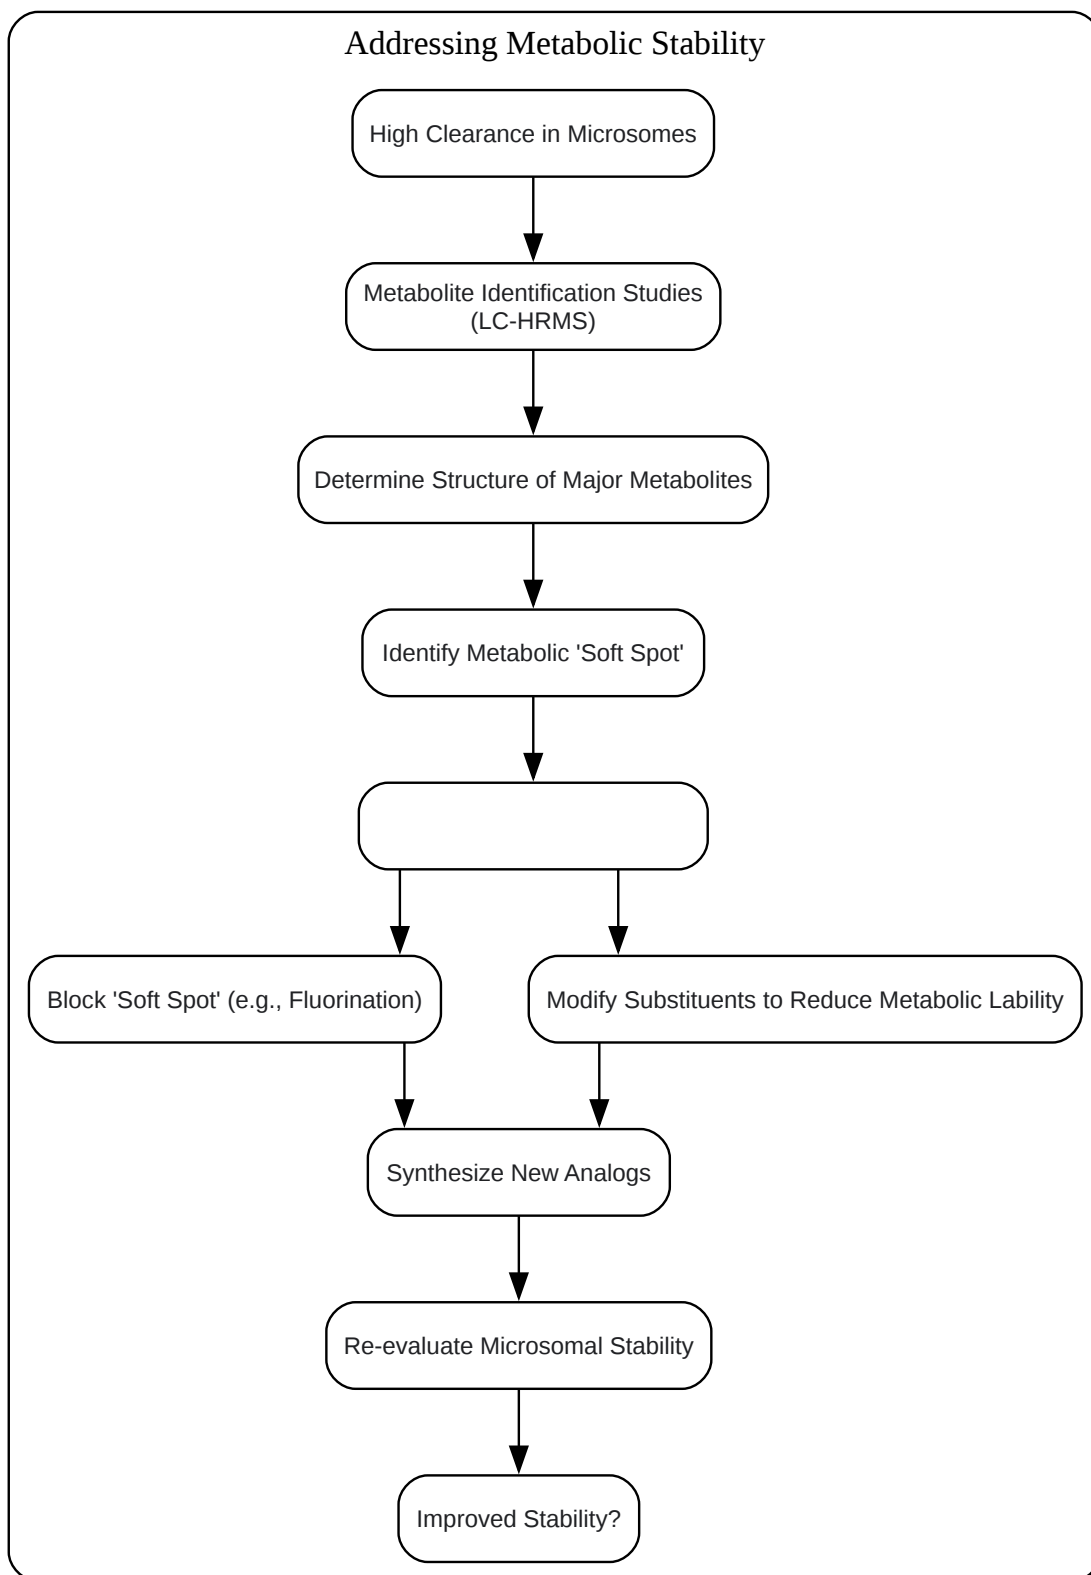 Addressing Metabolic Stability
High Clearance in Microsomes
Metabolite Identification Studies
(LC-HRMS)
Determine Structure of Major Metabolites
Identify Metabolic 'Soft Spot'
Block 'Soft Spot' (e.g., Fluorination)
Modify Substituents to Reduce Metabolic Lability
Synthesize New Analogs
Re-evaluate Microsomal Stability
Improved Stability?